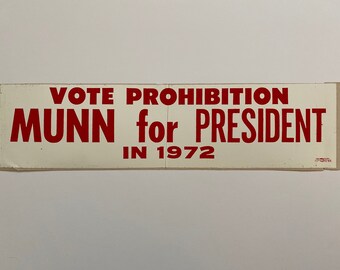 VOTE PROHIBITION
MUNN for PRESIDENT
IN 1972